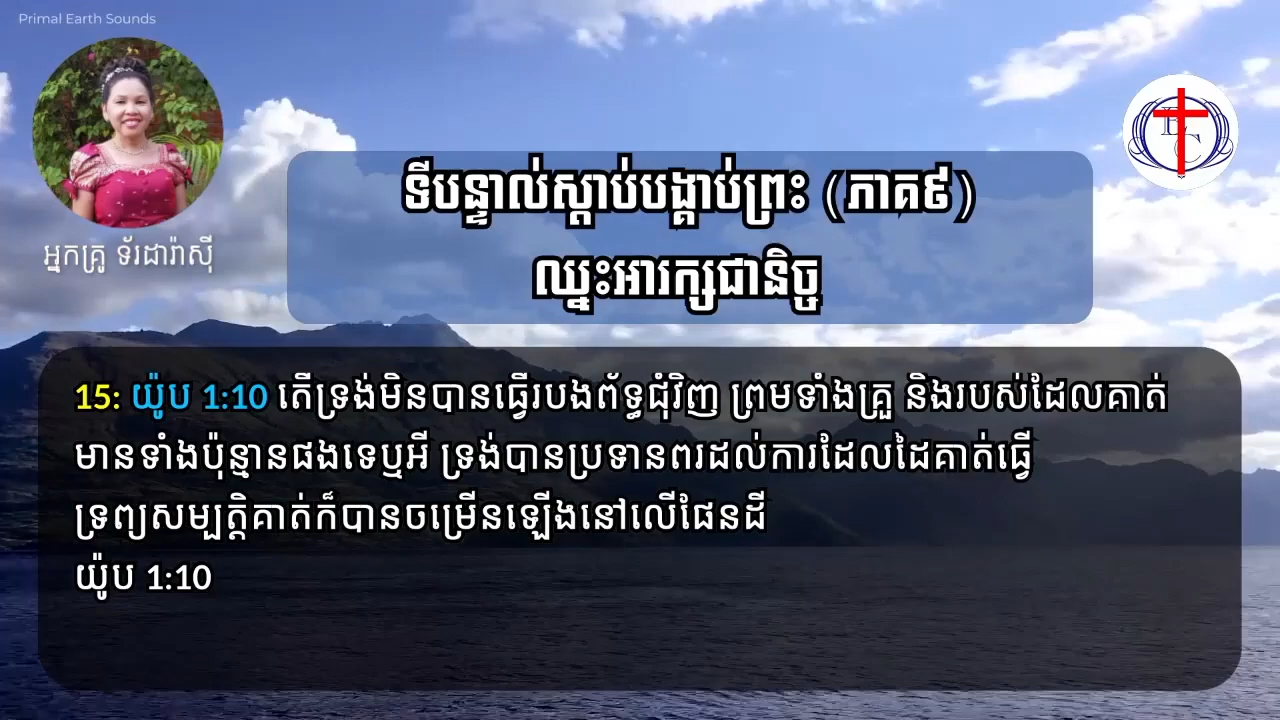 Primal Earth Sounds
ទីបន្ទាល់ស្តាប់បង្គាប់ព្រះ (ភាគ៩)
ឈ្នះអារក្សជានិច្ច
អ្នកគ្រូ ទ័រដារ៉ាស៊ី
15: យ៉ូប 1:10 តើទ្រង់មិនបានធ្វើរបងព័ទ្ធជុំវិញ ព្រមទាំងគ្រួ និងរបស់ដែលគាត់
មានទាំងប៉ុន្មានផងទេឬអី ទ្រង់បានប្រទានពរដល់ការដែលដៃគាត់ធ្វើ
ទ្រព្យសម្បត្តិគាត់ក៏បានចម្រើនឡើងនៅលើផែនដី
យ៉ូប 1:10